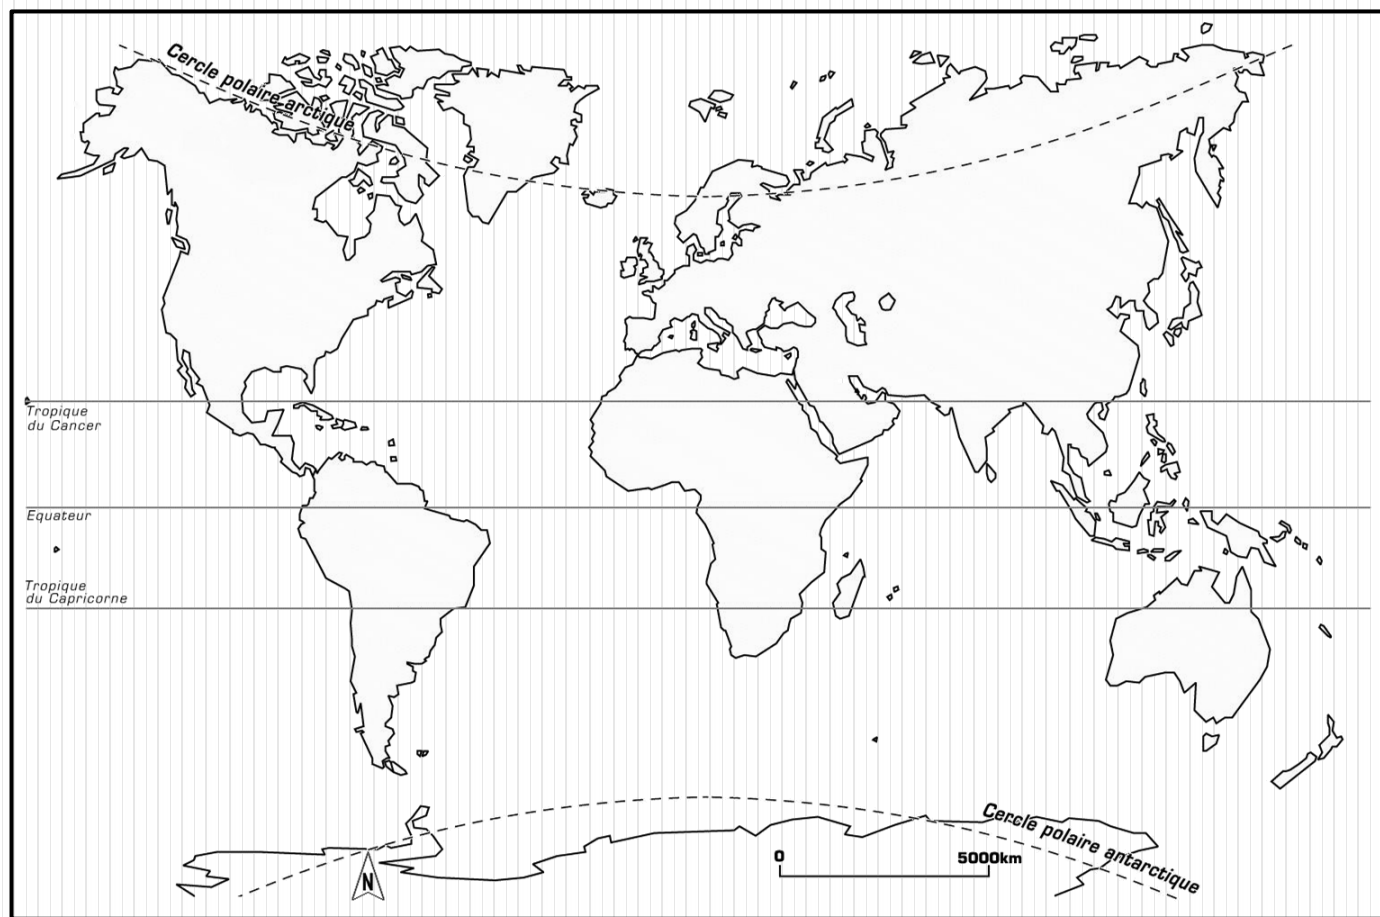 Cercle polaire arctique
Tropique
du Cancer
Equateur
Tropique
du Capricorne
Cercle polaire antarctique
0 5000km
N